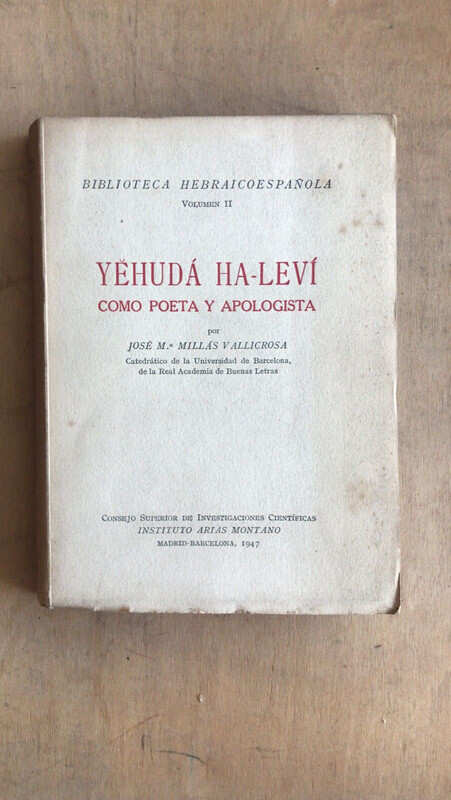 BIBLIOTECA HEBRAICOESPAÑOLA
VOLUMEN II
YĔHUDÁ HA-LEVÍ
COMO POETA Y APOLOGISTA
por
JOSÉ M.ª MILLÁS VALLICROSA
Catedrático de la Universidad de Barcelona,
de la Real Academia de Buenas Letras
CONSEJO SUPERIOR DE INVESTIGACIONES CIENTÍFICAS
INSTITUTO ARIAS MONTANO
MADRID-BARCELONA, 1947